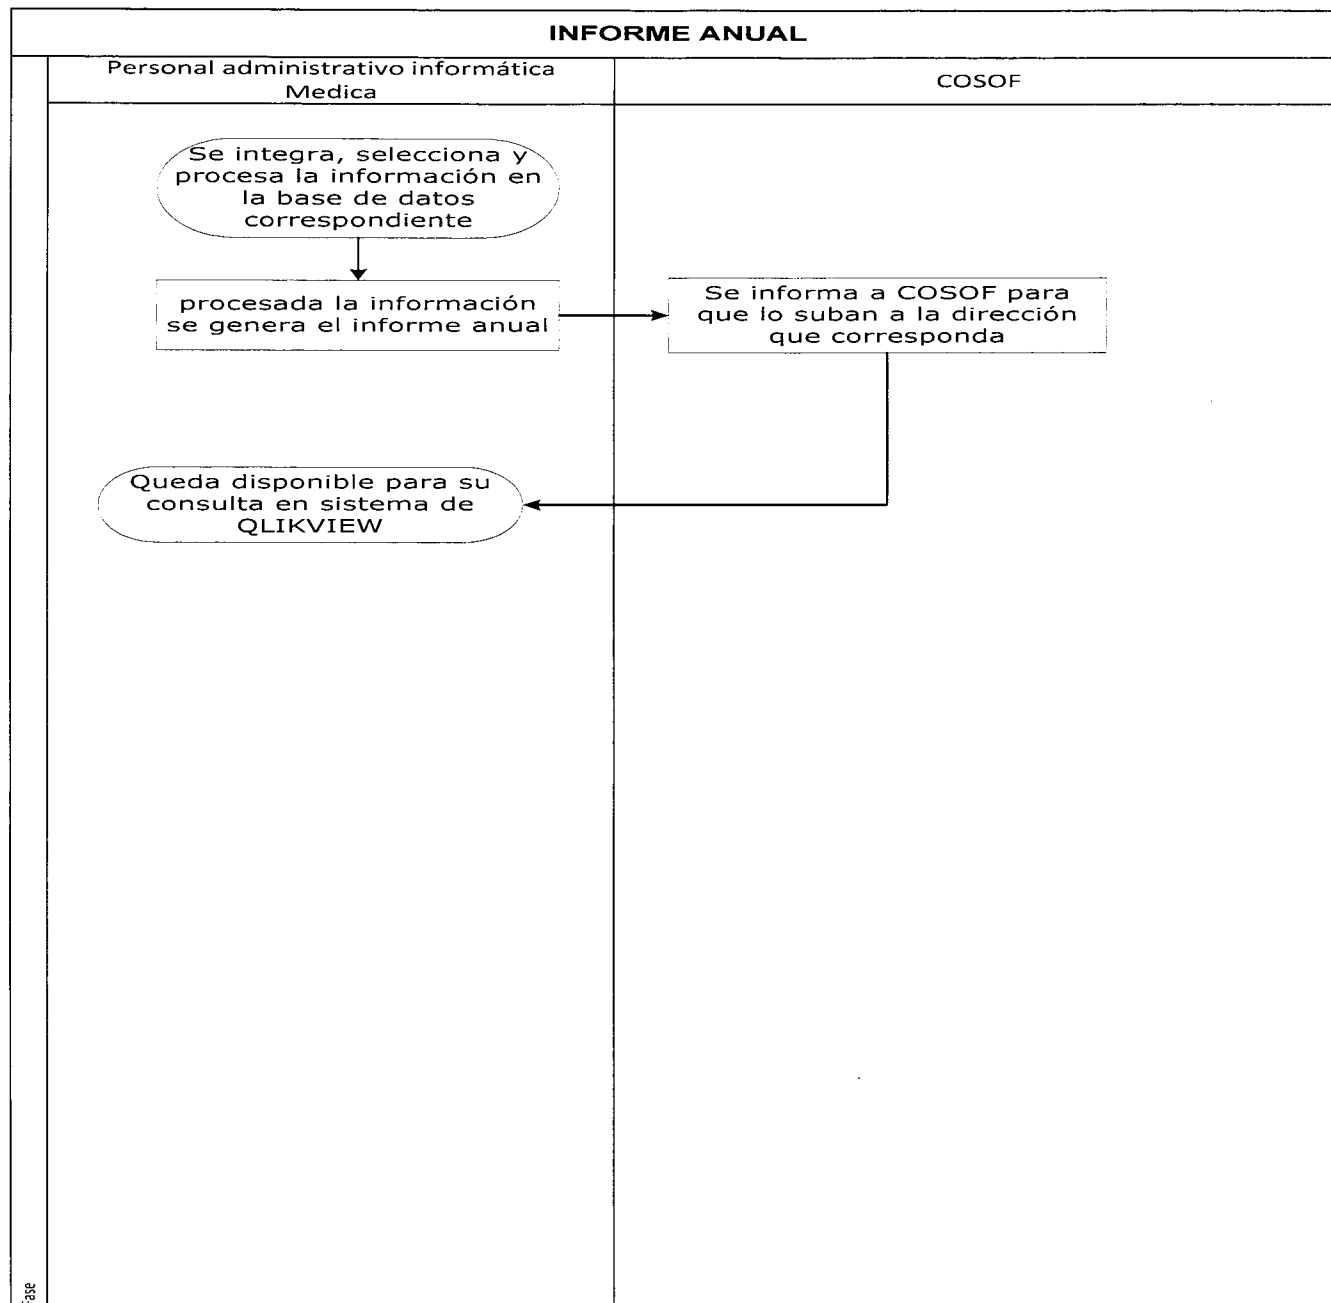 INFORME ANUAL
Personal administrativo informática
Medica
COSOF
Se integra, selecciona y
procesa la información en
la base de datos
correspondiente
procesada la información
se genera el informe anual
Se informa a COSOF para
que lo suban a la dirección
que corresponda
Queda disponible para su
consulta en sistema de
QLIKVIEW
Fase